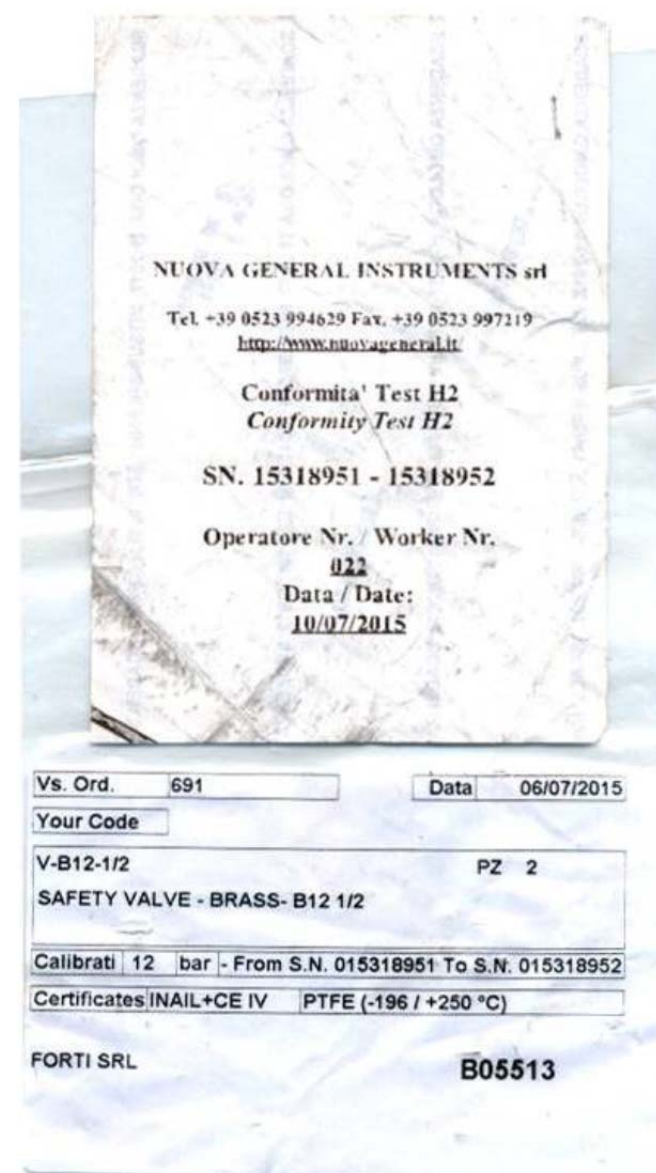 NUOVA GENERAL INSTRUMENTS srl
Tel. +39 0523 994629 Fax. +39 0523 997219
http://www.nuovageneral.it/
Conformita' Test H2
Conformity Test H2
SN. 15318951 - 15318952
Operatore Nr. / Worker Nr.
022
Data / Date:
10/07/2015
Vs. Ord. 691 Data 06/07/2015
Your Code
V-B12-1/2 PZ 2
SAFETY VALVE - BRASS- B12 1/2
Calibrati 12 bar - From S.N. 015318951 To S.N. 015318952
Certificates INAIL+CE IV PTFE (-196 / +250 °C)
FORTI SRL B05513